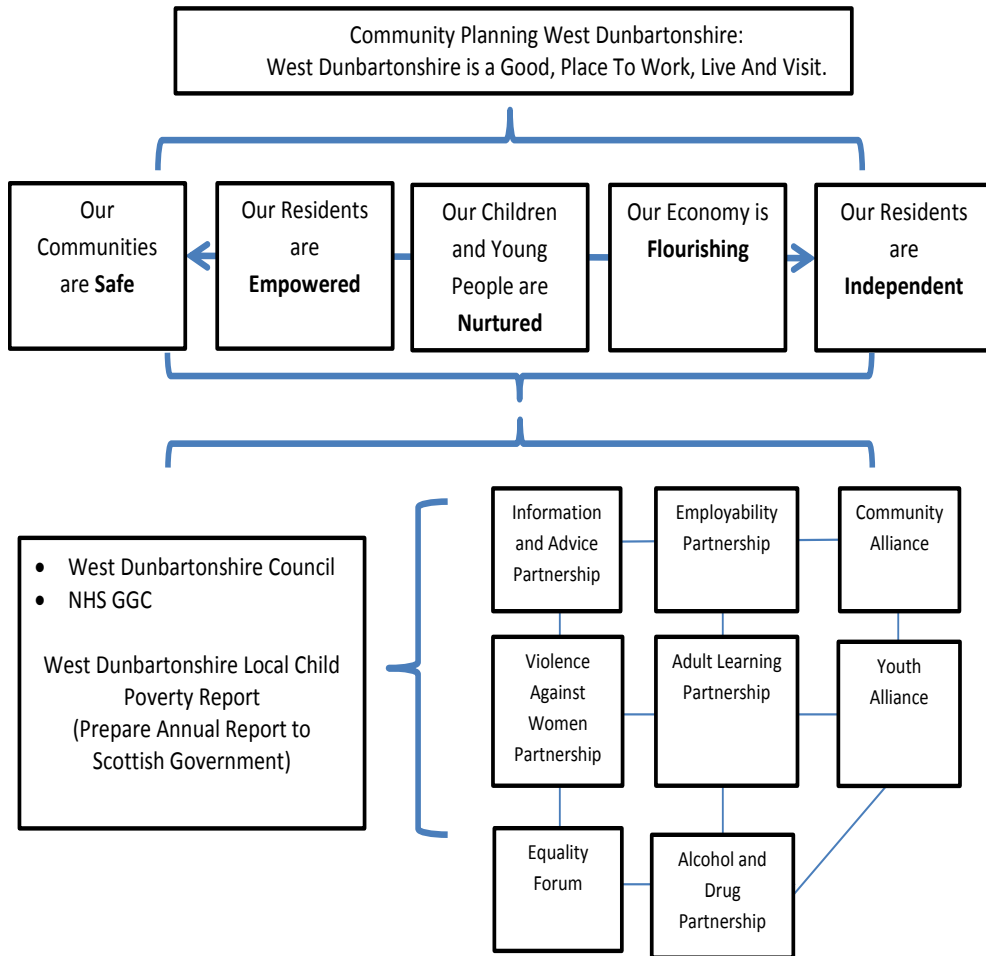 Community Planning West Dunbartonshire:
West Dunbartonshire is a Good, Place To Work, Live And Visit.
Our
Communities
are Safe
Our Residents
are
Empowered
Our Children
and Young
People are
Nurtured
Our Economy is
Flourishing
Our Residents
are
Independent
• West Dunbartonshire Council
• NHS GGC
West Dunbartonshire Local Child
Poverty Report
(Prepare Annual Report to
Scottish Government)
Information
and Advice
Partnership
Employability
Partnership
Community
Alliance
Violence
Against
Women
Partnership
Adult Learning
Partnership
Youth
Alliance
Equality
Forum
Alcohol and
Drug
Partnership